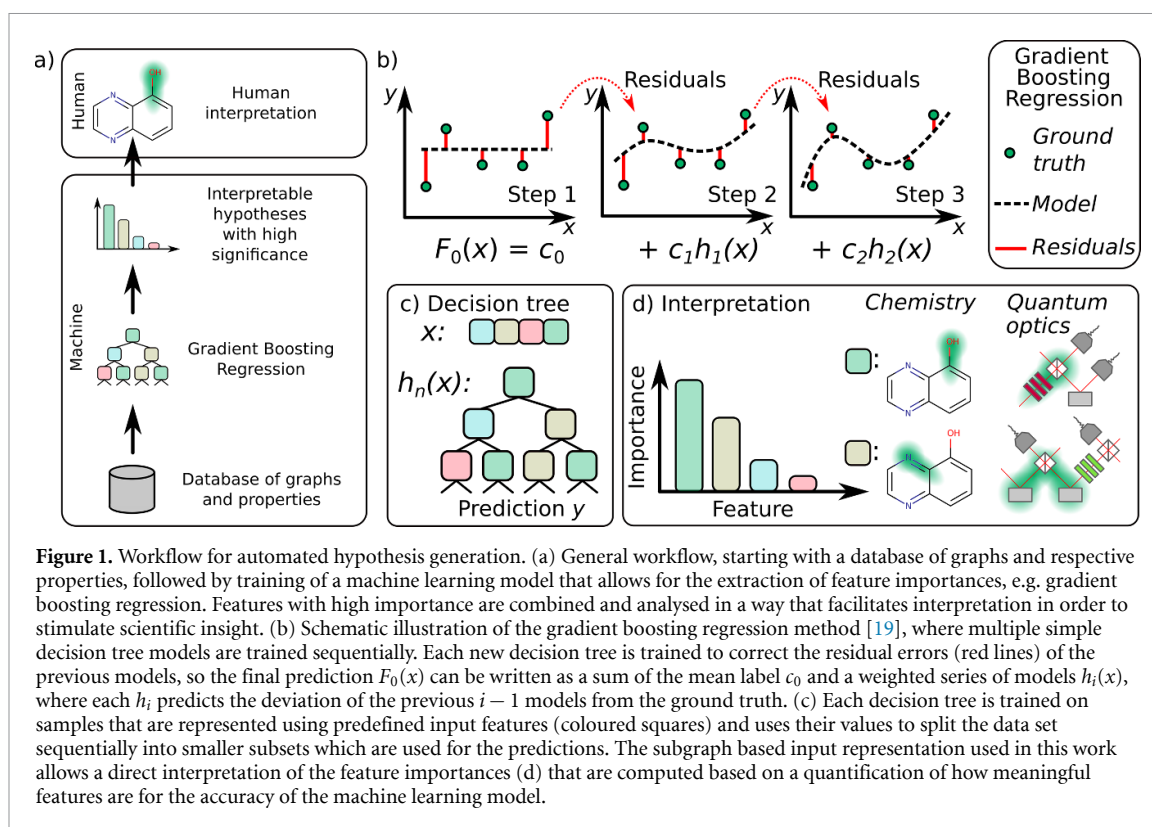 a)
Human
OH
N
N
Human
interpretation
Machine
Interpretable
hypotheses
with high
significance
Gradient Boosting
Regression
Database of graphs
and properties
b)
Residuals
Residuals
y
y
y
Step 1
Step 2
Step 3
x
x
x
F0(x) = c0
+ c1h1(x)
+ c2h2(x)
Gradient
Boosting
Regression
Ground
truth
Model
Residuals
c) Decision tree
x:
hn(x):
Prediction y
d) Interpretation
Importance
Feature
Chemistry
Quantum
optics
:
OH
N
N
:
OH
N
N
Figure 1. Workflow for automated hypothesis generation. (a) General workflow, starting with a database of graphs and respective
properties, followed by training of a machine learning model that allows for the extraction of feature importances, e.g. gradient
boosting regression. Features with high importance are combined and analysed in a way that facilitates interpretation in order to
stimulate scientific insight. (b) Schematic illustration of the gradient boosting regression method [19], where multiple simple
decision tree models are trained sequentially. Each new decision tree is trained to correct the residual errors (red lines) of the
previous models, so the final prediction F0(x) can be written as a sum of the mean label c0 and a weighted series of models hi(x),
where each hi predicts the deviation of the previous i − 1 models from the ground truth. (c) Each decision tree is trained on
samples that are represented using predefined input features (coloured squares) and uses their values to split the data set
sequentially into smaller subsets which are used for the predictions. The subgraph based input representation used in this work
allows a direct interpretation of the feature importances (d) that are computed based on a quantification of how meaningful
features are for the accuracy of the machine learning model.